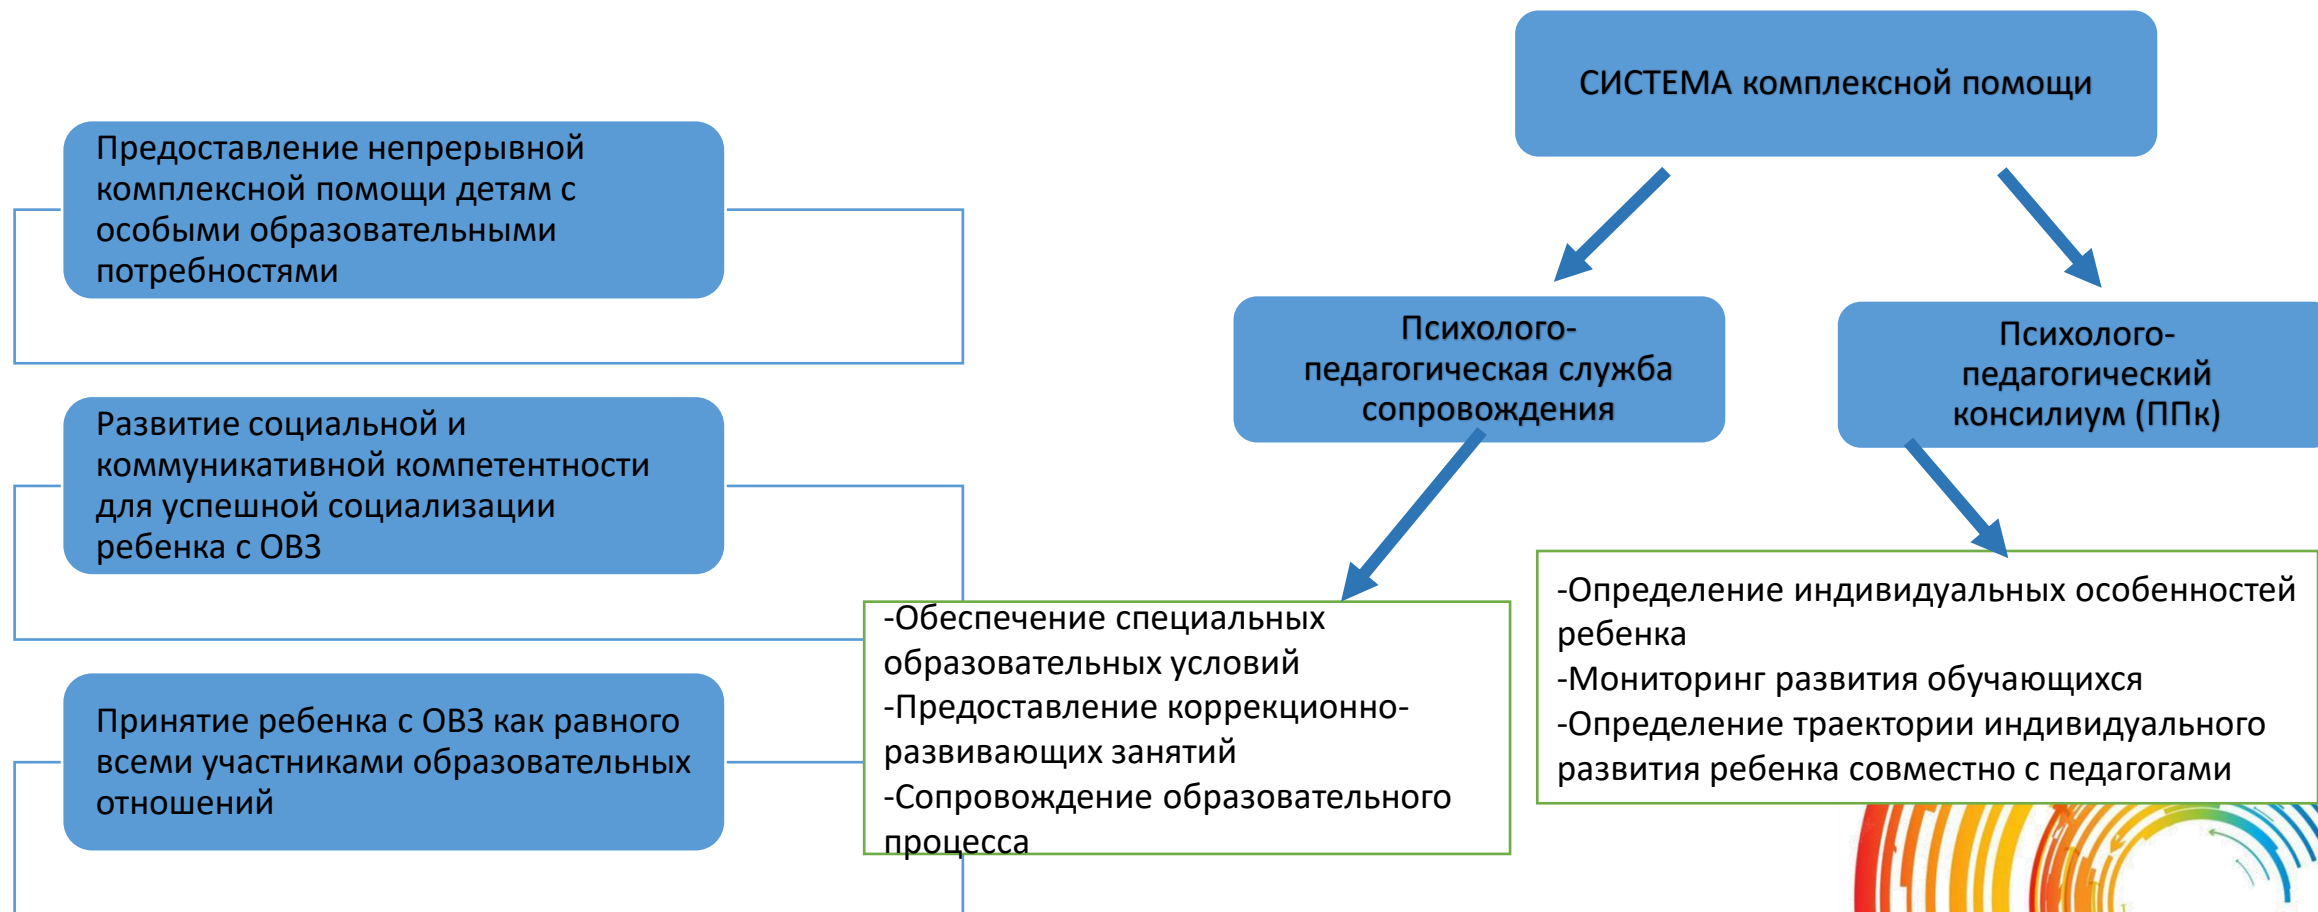 Предоставление непрерывной
комплексной помощи детям с
особыми образовательными
потребностями
Развитие социальной и
коммуникативной компетентности
для успешной социализации
ребенка с ОВЗ
Принятие ребенка с ОВЗ как равного
всеми участниками образовательных
отношений
СИСТЕМА комплексной помощи
Психолого-
педагогическая служба
сопровождения
Психолого-
педагогический
консилиум (ППк)
-Обеспечение специальных
образовательных условий
-Предоставление коррекционно-
развивающих занятий
-Сопровождение образовательного
процесса
-Определение индивидуальных особенностей
ребенка
-Мониторинг развития обучающихся
-Определение траектории индивидуального
развития ребенка совместно с педагогами